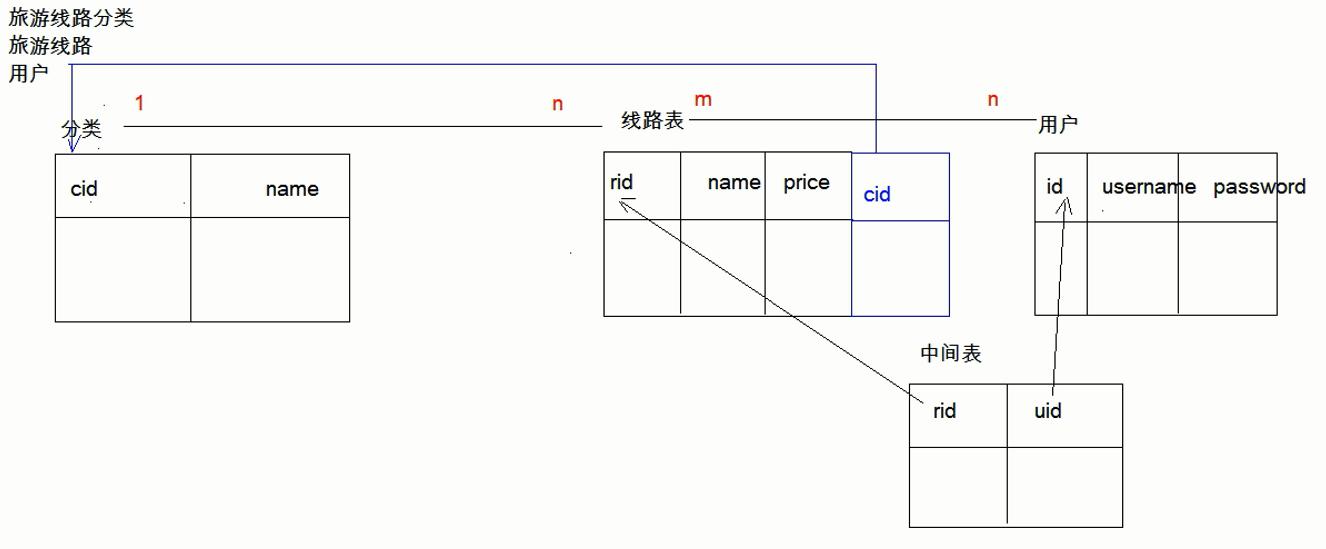 旅游线路分类
旅游线路
用户
1 n m n
分类 线路表 用户
cid name
rid name price cid
id username password
中间表
rid uid